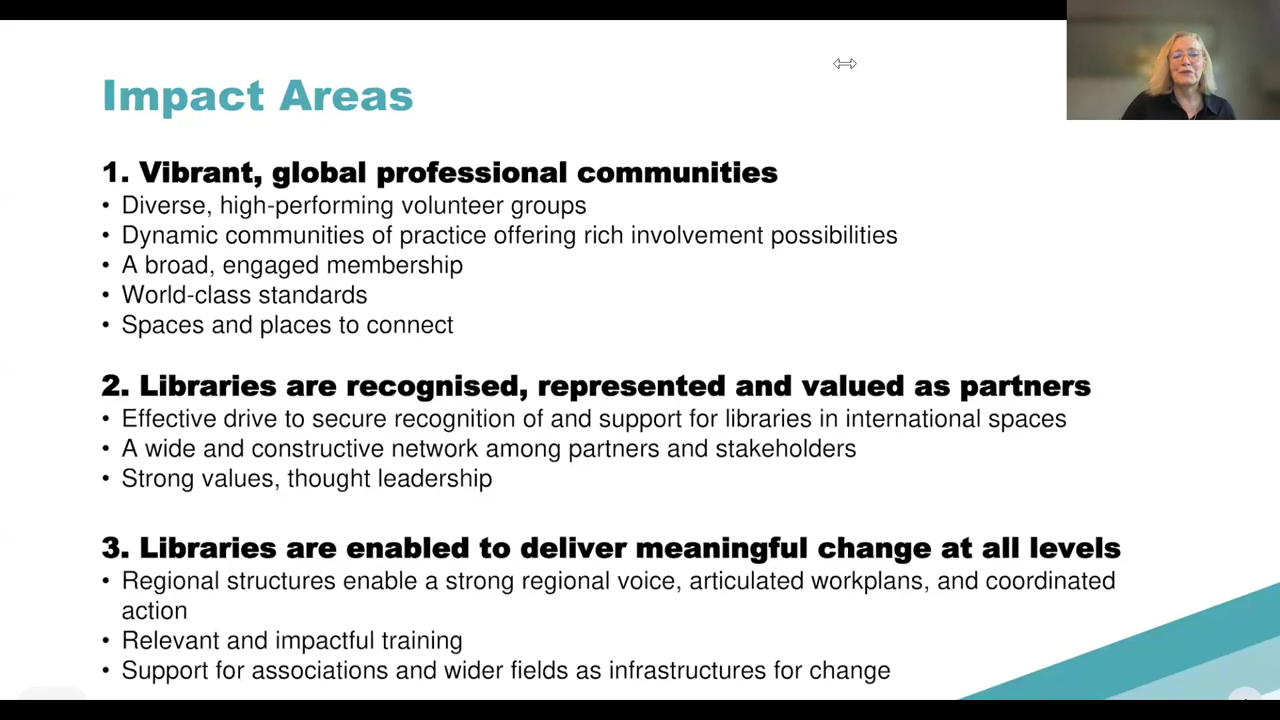 Impact Areas
1. Vibrant, global professional communities
• Diverse, high-performing volunteer groups
• Dynamic communities of practice offering rich involvement possibilities
• A broad, engaged membership
• World-class standards
• Spaces and places to connect
2. Libraries are recognised, represented and valued as partners
• Effective drive to secure recognition of and support for libraries in international spaces
• A wide and constructive network among partners and stakeholders
• Strong values, thought leadership
3. Libraries are enabled to deliver meaningful change at all levels
• Regional structures enable a strong regional voice, articulated workplans, and coordinated
action
• Relevant and impactful training
• Support for associations and wider fields as infrastructures for change